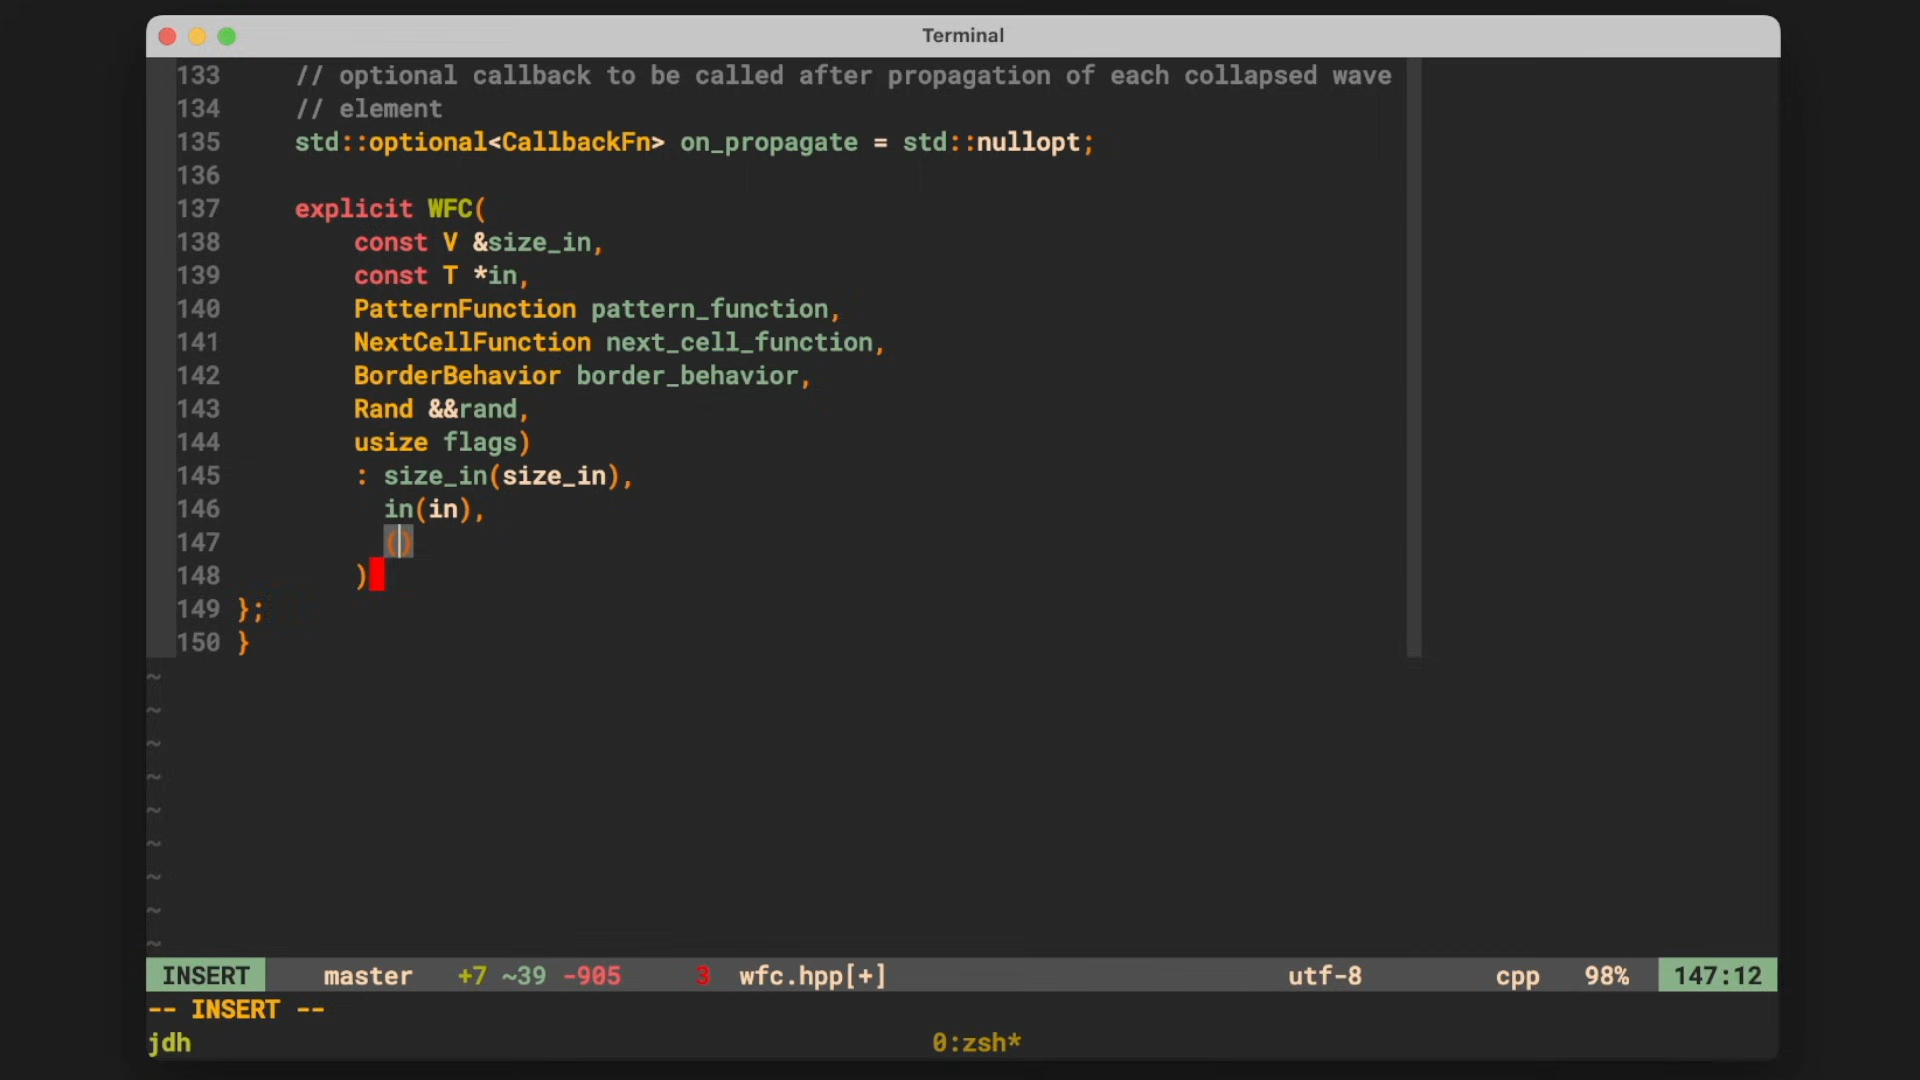 Terminal
133 // optional callback to be called after propagation of each collapsed wave
134 // element
135 std::optional<CallbackFn> on_propagate = std::nullopt;
136
137 explicit WFC(
138 const V &size_in,
139 const T *in,
140 PatternFunction pattern_function,
141 NextCellFunction next_cell_function,
142 BorderBehavior border_behavior,
143 Rand &&rand,
144 usize flags)
145 : size_in(size_in),
146 in(in),
147 ()
148 )
149 };
150 }
~
~
~
~
~
~
~
~
~
INSERT master +7 ~39 -905 3 wfc.hpp[+] utf-8 cpp 98% 147:12
-- INSERT --
jdh 0:zsh*